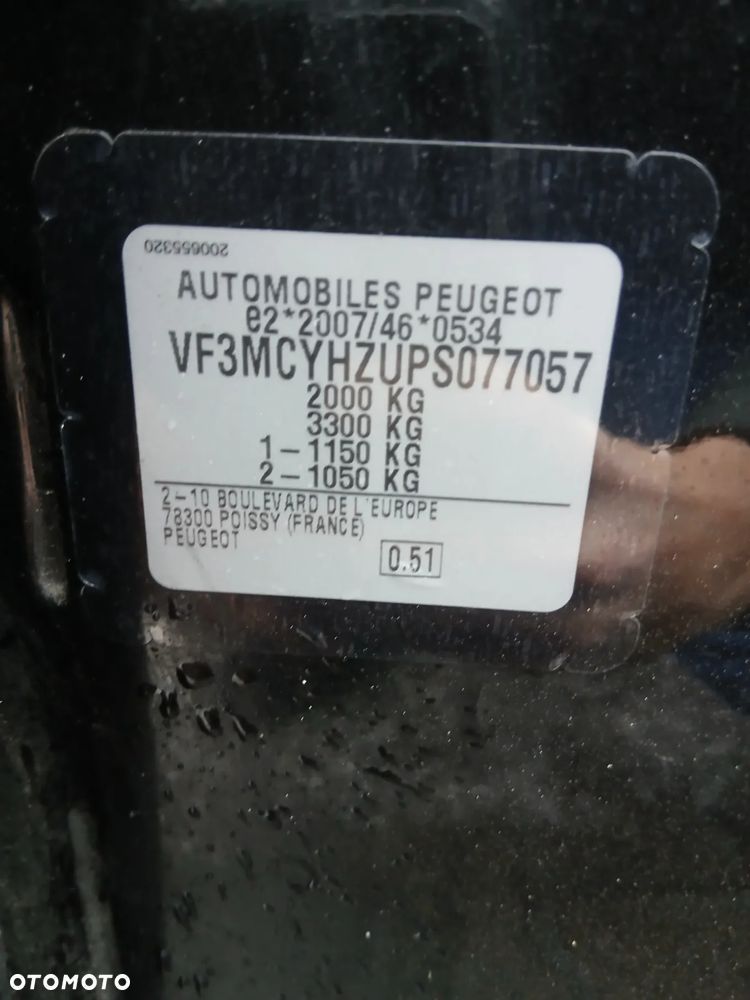 200655320
AUTOMOBILES PEUGEOT
e2*2007/46*0534
VF3MCYHZUPS077057
2000 KG
3300 KG
1-1150 KG
2-1050 KG
2-10 BOULEVARD DE L'EUROPE
78300 POISSY (FRANCE)
PEUGEOT
0.51
OTOMOTO